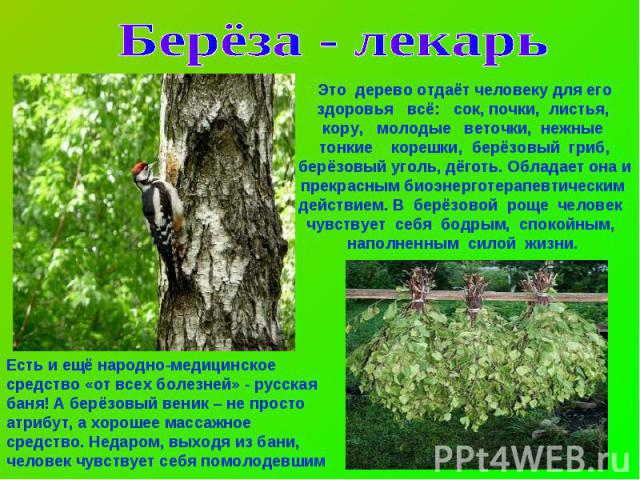 Берёза - лекарь
Это дерево отдаёт человеку для его
здоровья всё: сок, почки, листья,
кору, молодые веточки, нежные
тонкие корешки, берёзовый гриб,
берёзовый уголь, дёготь. Обладает она и
прекрасным биоэнерготерапевтическим
действием. В берёзовой роще человек
чувствует себя бодрым, спокойным,
наполненным силой жизни.
Есть и ещё народно-медицинское
средство «от всех болезней» - русская
баня! А берёзовый веник – не просто
атрибут, а хорошее массажное
средство. Недаром, выходя из бани,
человек чувствует себя помолодевшим
PPt4WEB.ru